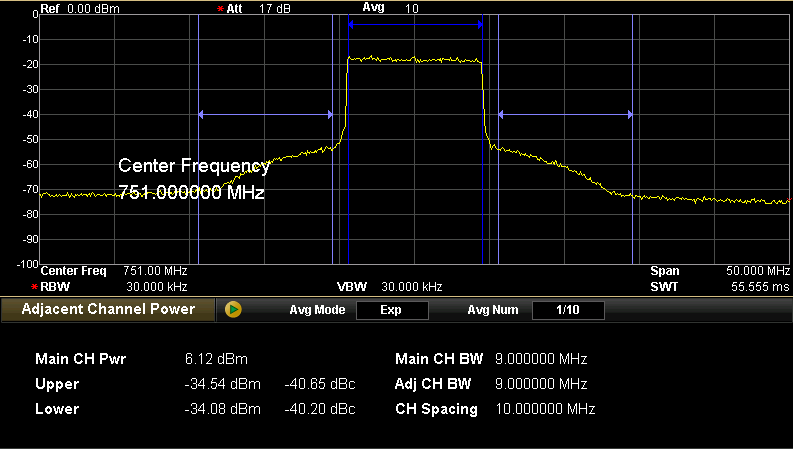 Ref 0.00 dBm * Att 17 dB Avg 10
0
-10
-20
-30
-40
-50
-60
-70
-80
-90
-100
Center Frequency
751.000000 MHz
Center Freq 751.00 MHz Span 50.000 MHz
* RBW 30.000 kHz VBW 30.000 kHz SWT 55.555 ms
Adjacent Channel Power Avg Mode Exp Avg Num 1/10
Main CH Pwr 6.12 dBm Main CH BW 9.000000 MHz
Upper -34.54 dBm -40.65 dBc Adj CH BW 9.000000 MHz
Lower -34.08 dBm -40.20 dBc CH Spacing 10.000000 MHz